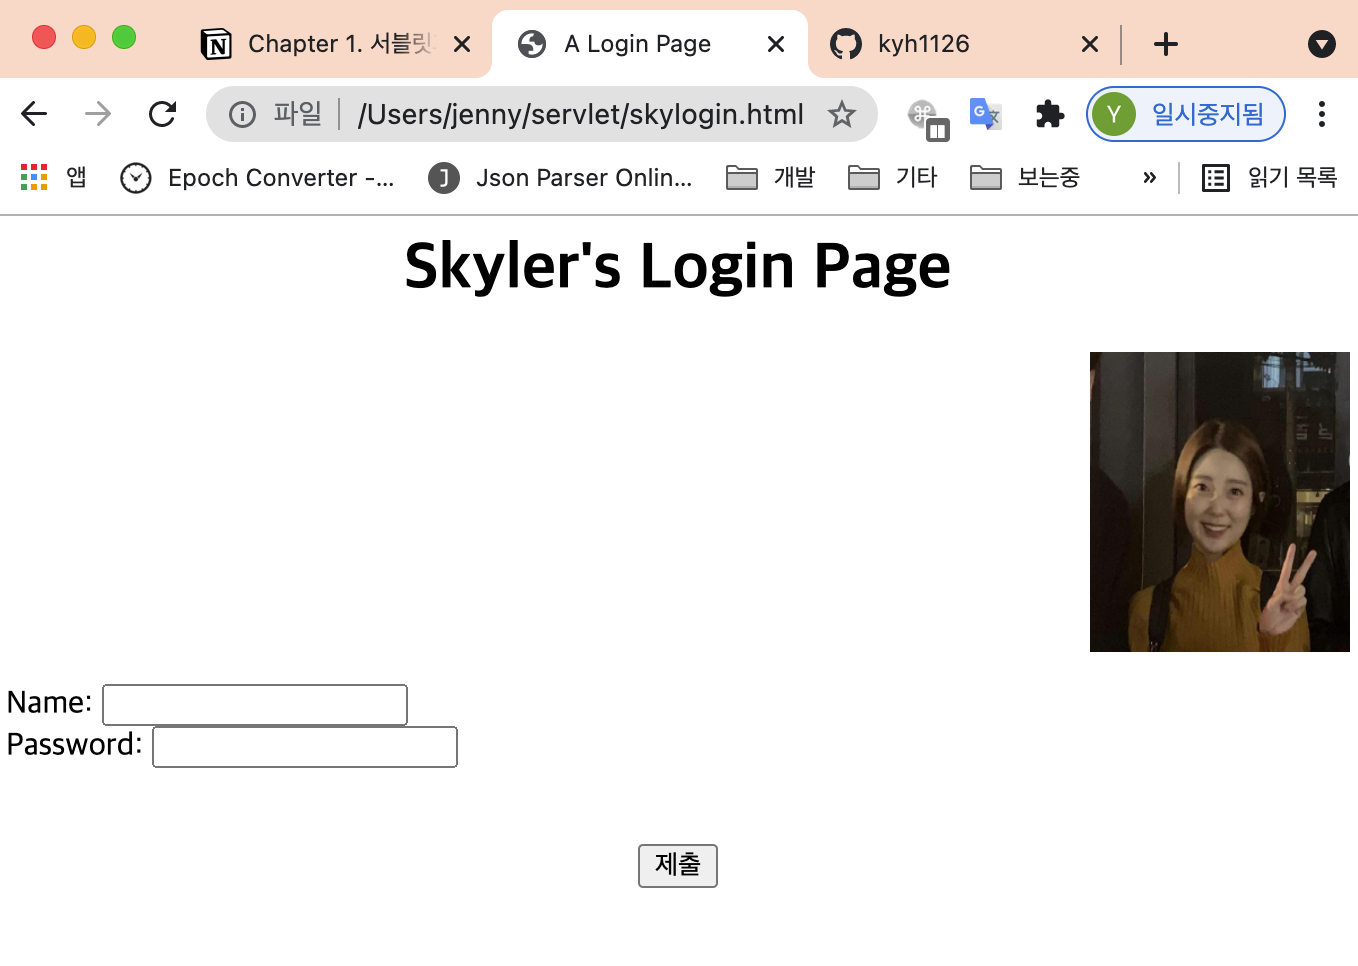 Chapter 1. 서블릿
A Login Page
kyh1126
파일 /Users/jenny/servlet/skylogin.html
Y 일시중지됨
앱 Epoch Converter -... J Json Parser Onlin... 개발 기타 보는중 » 읽기 목록
Skyler's Login Page
Name:
Password:
제출